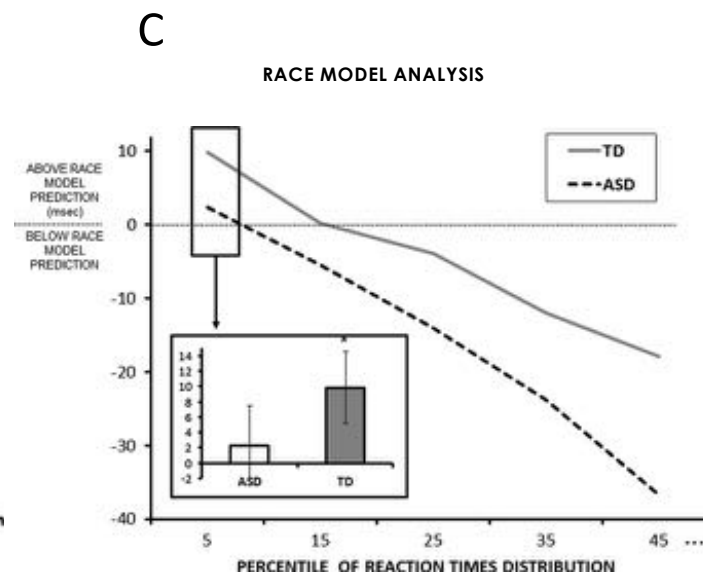 C
RACE MODEL ANALYSIS
ABOVE RACE
MODEL
PREDICTION
(msec)
BELOW RACE
MODEL
PREDICTION
10
0
-10
-20
-30
-40
TD
ASD
14
12
10
8
6
4
2
0
-2
*
ASD
TD
5 15 25 35 45 ...
PERCENTILE OF REACTION TIMES DISTRIBUTION